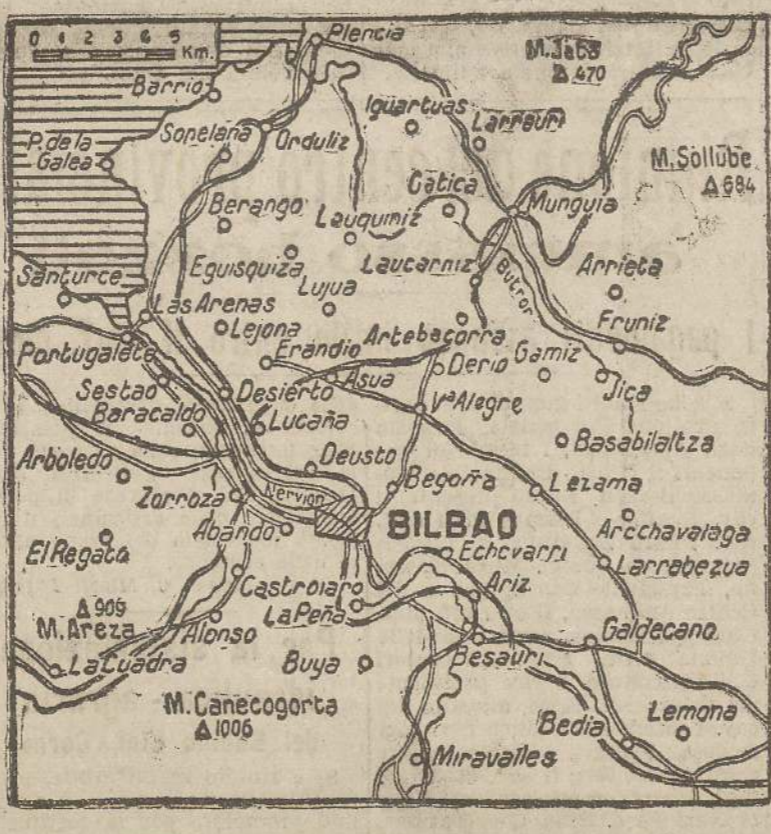 0 1 2 3 4 5 Km.
Plencia
M. Jata
470
Barrio
Iguartuas
Sopelana
Orduliz
Larrauri
P. de la
Galea
M. Sollube
684
Gatica
Berango
Lauquiniz
Munguia
Eguisquiza
Laucarniz
Butron
Arrieta
Santurce
Lujua
Las Arenas
Lejona
Artebacorra
Fruniz
Portugalete
Erandio
Derio
Gamiz
Sestao
Desierto
Asua
Jica
Baracaldo
Vª Alegre
Lucaña
Basabilaltza
Arboledo
Deusto
Begoña
Lezama
Zorroza
Nervion
Abando
BILBAO
Arechavalaga
El Regato
Echevarri
Larrabezua
Castrojaro
Ariz
909
La Peña
M. Areza
Alonso
Galdecano
La Cuadra
Buya
Besauri
M. Canecogorta
1006
Bedia
Lemona
Miravalles